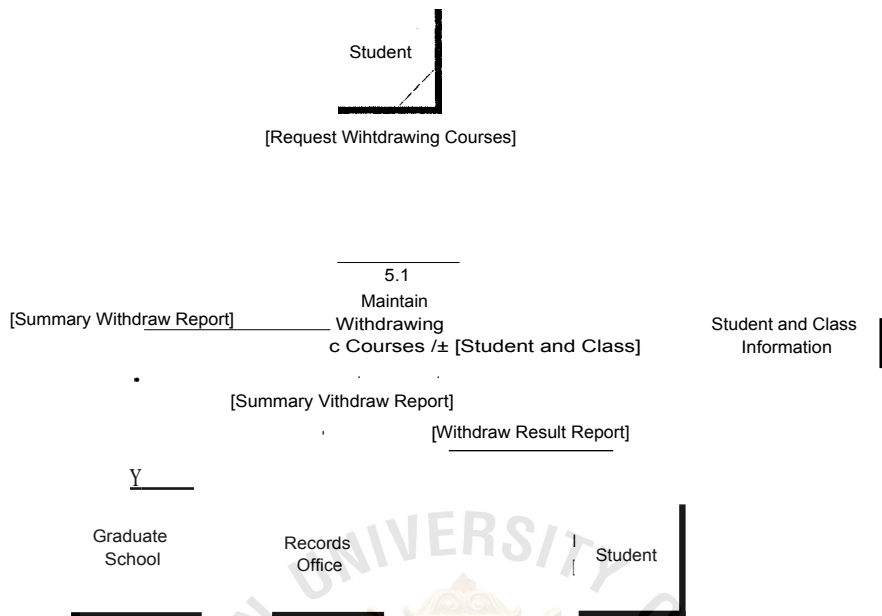 Student
[Request Wihtdrawing Courses]
5.1
Maintain
[Summary Withdraw Report]
Withdrawing
c Courses /± [Student and Class]
Student and Class
Information
[Summary Vithdraw Report]
[Withdraw Result Report]
Y
Graduate
School
Records
Office
Student
UNIVERSITY O